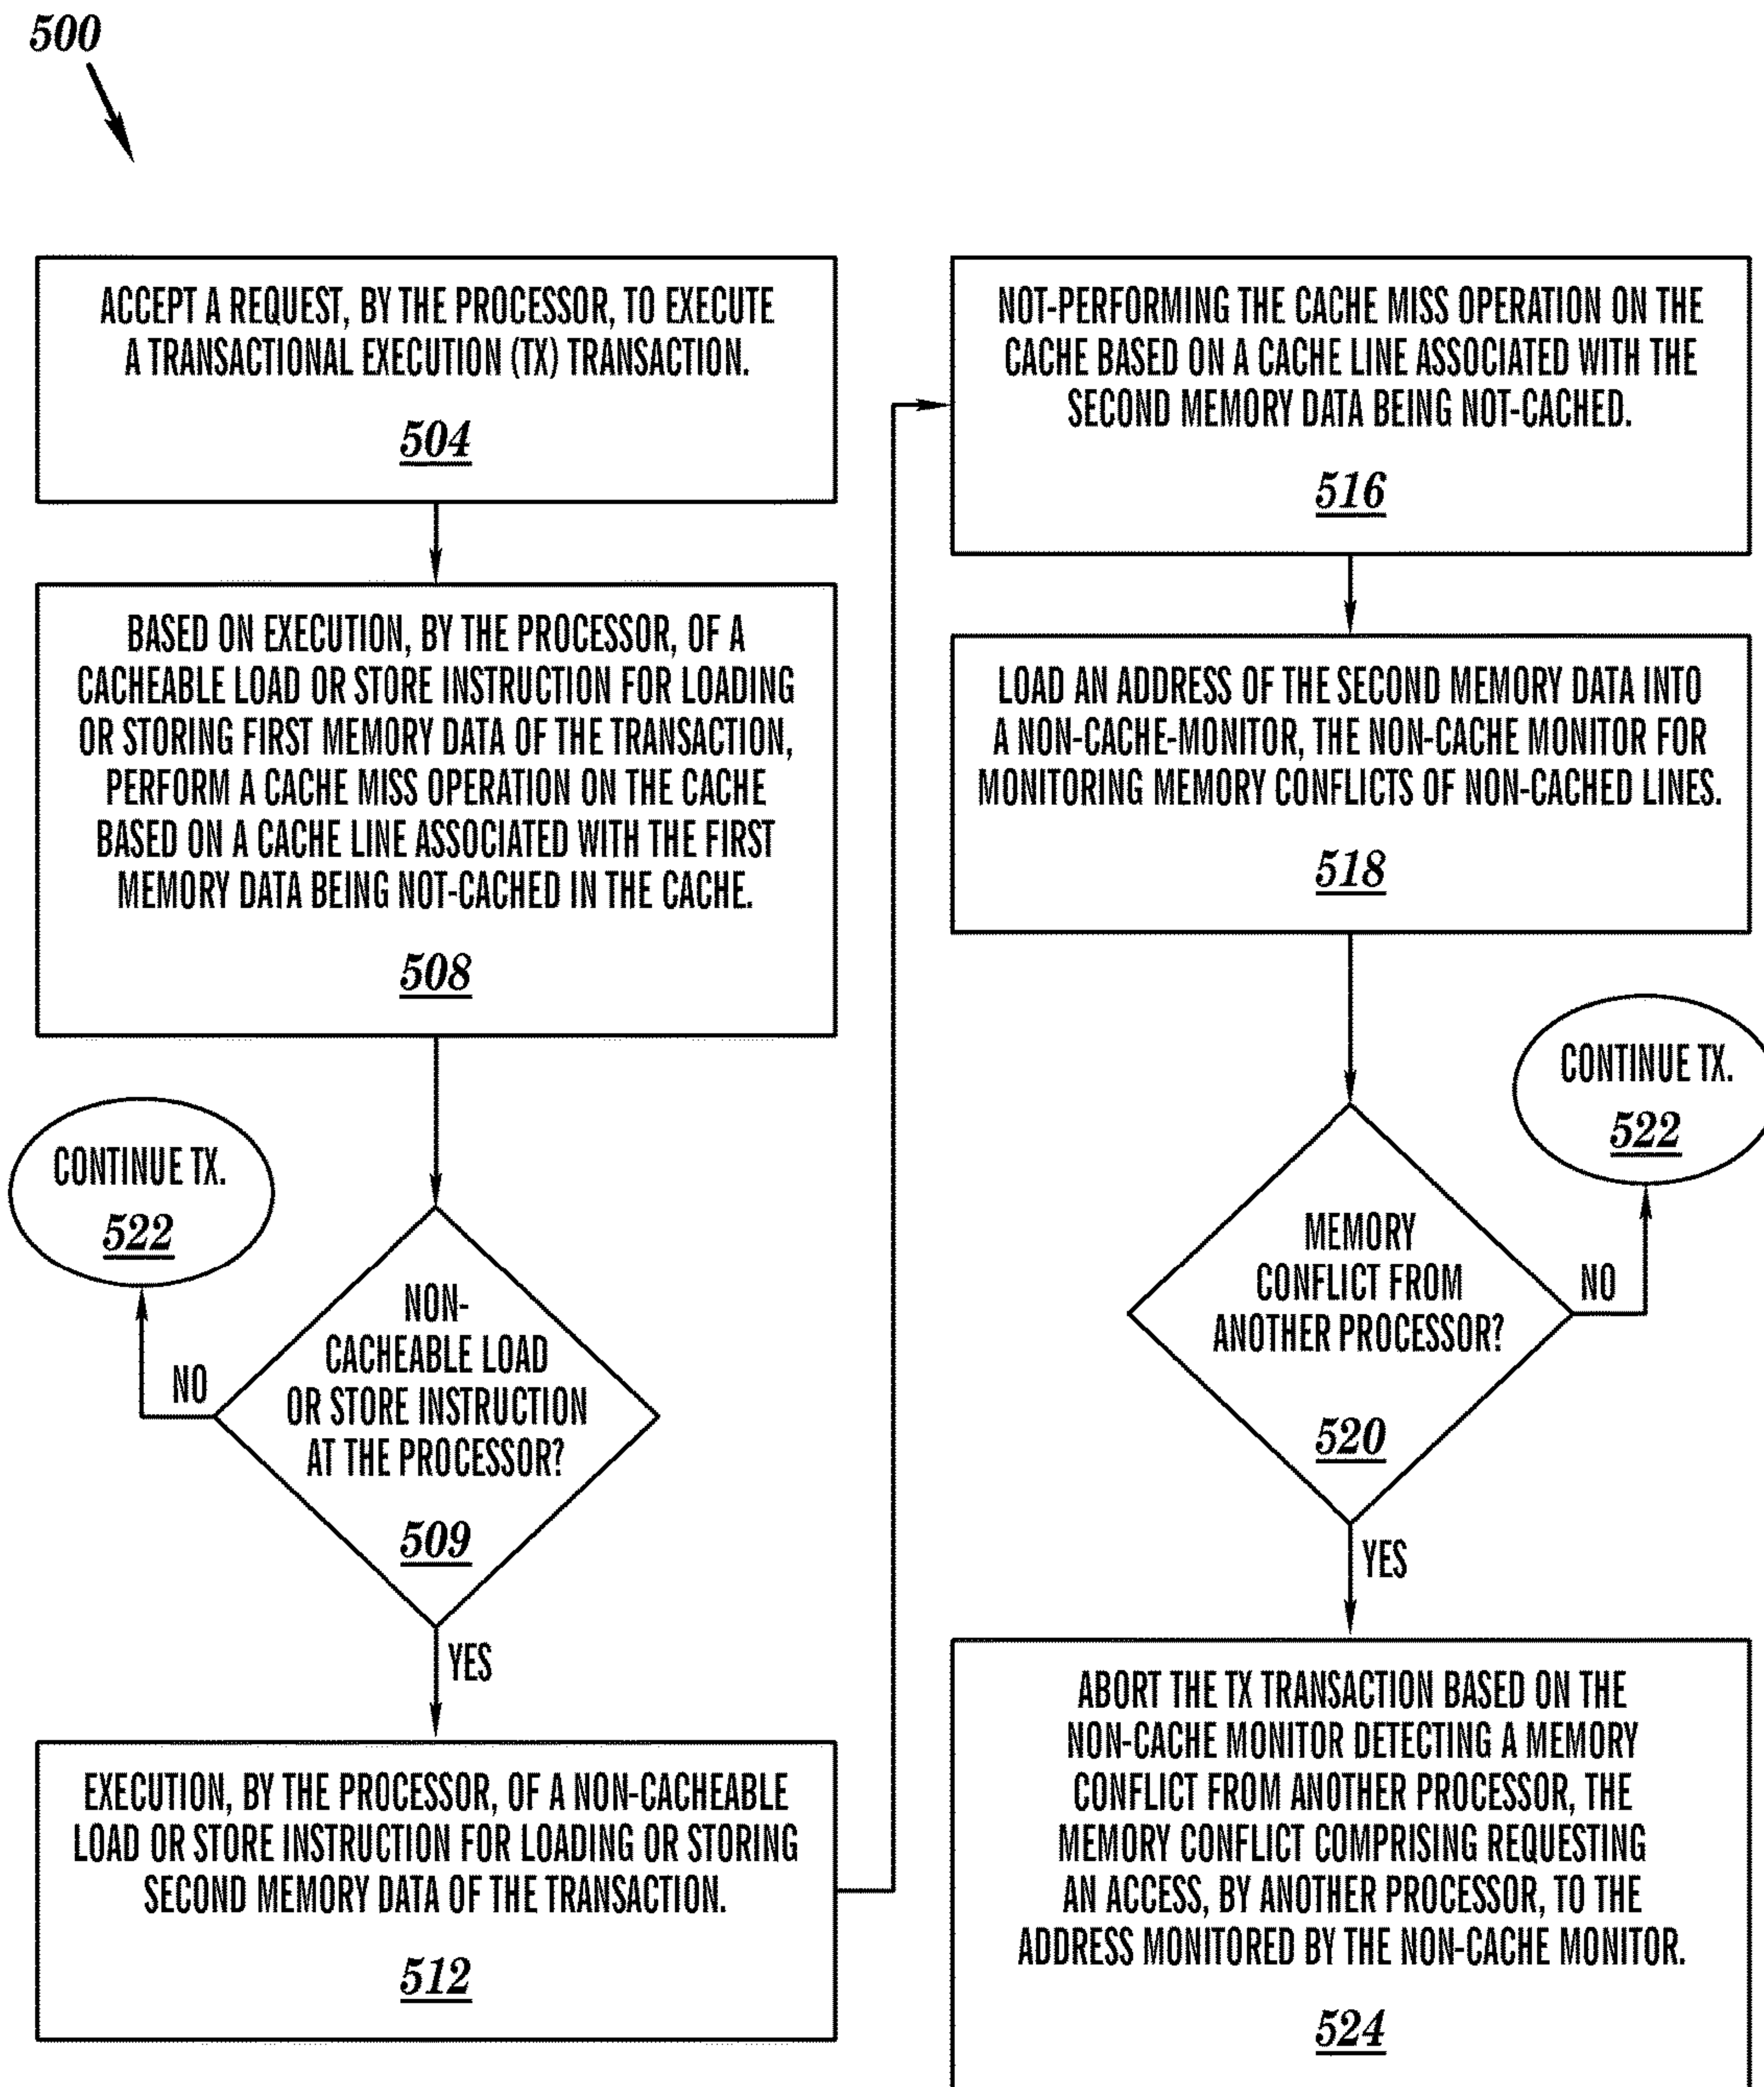 500
ACCEPT A REQUEST, BY THE PROCESSOR, TO EXECUTE
A TRANSACTIONAL EXECUTION (TX) TRANSACTION.
504
BASED ON EXECUTION, BY THE PROCESSOR, OF A
CACHEABLE LOAD OR STORE INSTRUCTION FOR LOADING
OR STORING FIRST MEMORY DATA OF THE TRANSACTION,
PERFORM A CACHE MISS OPERATION ON THE CACHE
BASED ON A CACHE LINE ASSOCIATED WITH THE FIRST
MEMORY DATA BEING NOT-CACHED IN THE CACHE.
508
CONTINUE TX.
522
NO
NON-
CACHEABLE LOAD
OR STORE INSTRUCTION
AT THE PROCESSOR?
509
YES
EXECUTION, BY THE PROCESSOR, OF A NON-CACHEABLE
LOAD OR STORE INSTRUCTION FOR LOADING OR STORING
SECOND MEMORY DATA OF THE TRANSACTION.
512
NOT-PERFORMING THE CACHE MISS OPERATION ON THE
CACHE BASED ON A CACHE LINE ASSOCIATED WITH THE
SECOND MEMORY DATA BEING NOT-CACHED.
516
LOAD AN ADDRESS OF THE SECOND MEMORY DATA INTO
A NON-CACHE-MONITOR, THE NON-CACHE MONITOR FOR
MONITORING MEMORY CONFLICTS OF NON-CACHED LINES.
518
CONTINUE TX.
522
MEMORY
CONFLICT FROM
ANOTHER PROCESSOR?
520
NO
YES
ABORT THE TX TRANSACTION BASED ON THE
NON-CACHE MONITOR DETECTING A MEMORY
CONFLICT FROM ANOTHER PROCESSOR, THE
MEMORY CONFLICT COMPRISING REQUESTING
AN ACCESS, BY ANOTHER PROCESSOR, TO THE
ADDRESS MONITORED BY THE NON-CACHE MONITOR.
524